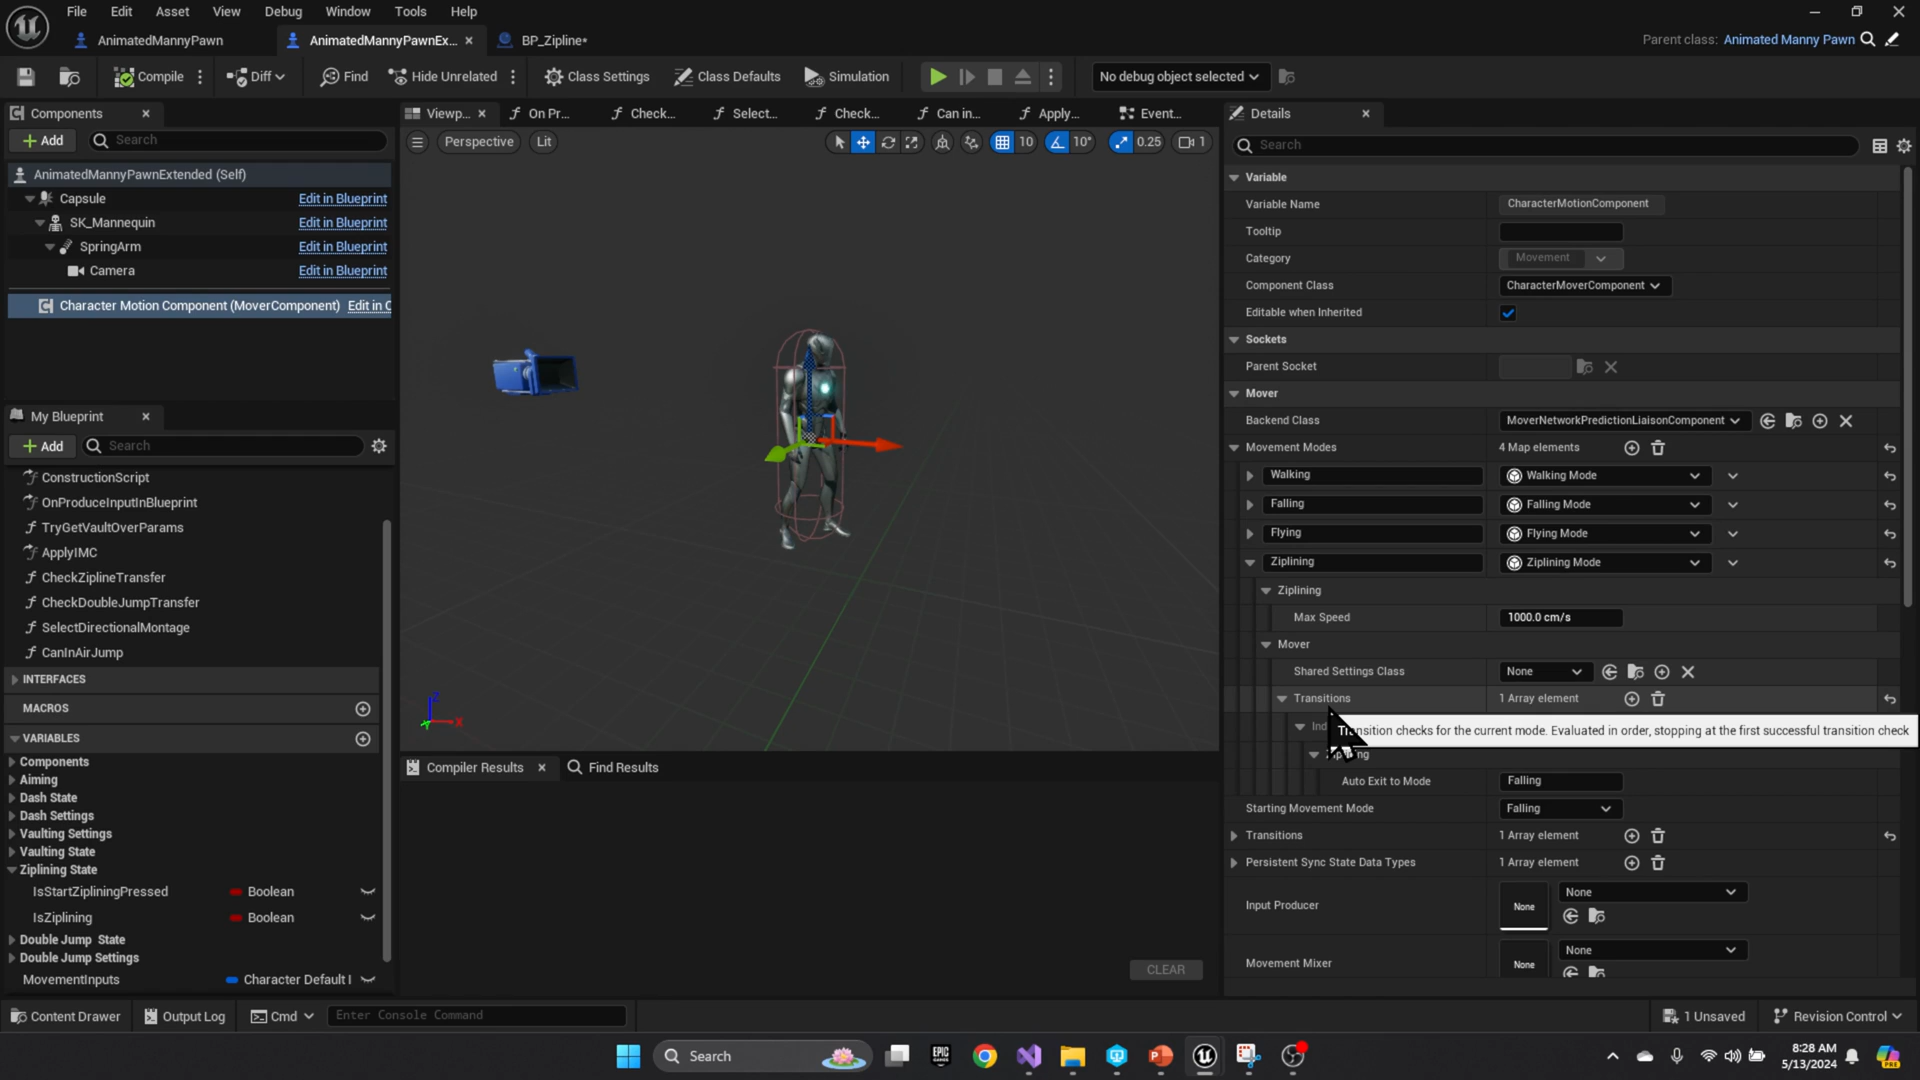 File Edit Asset View Debug Window Tools Help
AnimatedMannyPawn AnimatedMannyPawnEx... BP_Zipline* Parent class: Animated Manny Pawn
Compile Diff Find Hide Unrelated Class Settings Class Defaults Simulation No debug object selected
Components
Add Search
AnimatedMannyPawnExtended (Self)
Capsule Edit in Blueprint
SK_Mannequin Edit in Blueprint
SpringArm Edit in Blueprint
Camera Edit in Blueprint
Character Motion Component (MoverComponent) Edit in C
My Blueprint
Add Search
ConstructionScript
OnProduceInputInBlueprint
TryGetVaultOverParams
ApplyIMC
CheckZiplineTransfer
CheckDoubleJumpTransfer
SelectDirectionalMontage
CanInAirJump
INTERFACES
MACROS
VARIABLES
Components
Aiming
Dash State
Dash Settings
Vaulting Settings
Vaulting State
Ziplining State
IsStartZipliningPressed Boolean
IsZiplining Boolean
Double Jump State
Double Jump Settings
MovementInputs Character Default I
Viewp... On Pr... Check... Select... Check... Can in... Apply... Event...
Perspective Lit 10 10° 0.25 1
Z
X
Compiler Results Find Results
CLEAR
Details
Search
Variable
Variable Name CharacterMotionComponent
Tooltip
Category Movement
Component Class CharacterMoverComponent
Editable when Inherited
Sockets
Parent Socket
Mover
Backend Class MoverNetworkPredictionLiaisonComponent
Movement Modes 4 Map elements
Walking Walking Mode
Falling Falling Mode
Flying Flying Mode
Ziplining Ziplining Mode
Ziplining
Max Speed 1000.0 cm/s
Mover
Shared Settings Class None
Transitions 1 Array element
Transition checks for the current mode. Evaluated in order, stopping at the first successful transition check
Auto Exit to Mode Falling
Starting Movement Mode Falling
Transitions 1 Array element
Persistent Sync State Data Types 1 Array element
Input Producer None None
Movement Mixer None None
Content Drawer Output Log Cmd Enter Console Command 1 Unsaved Revision Control
Search EPIC 8:28 AM
5/13/2024 PRE